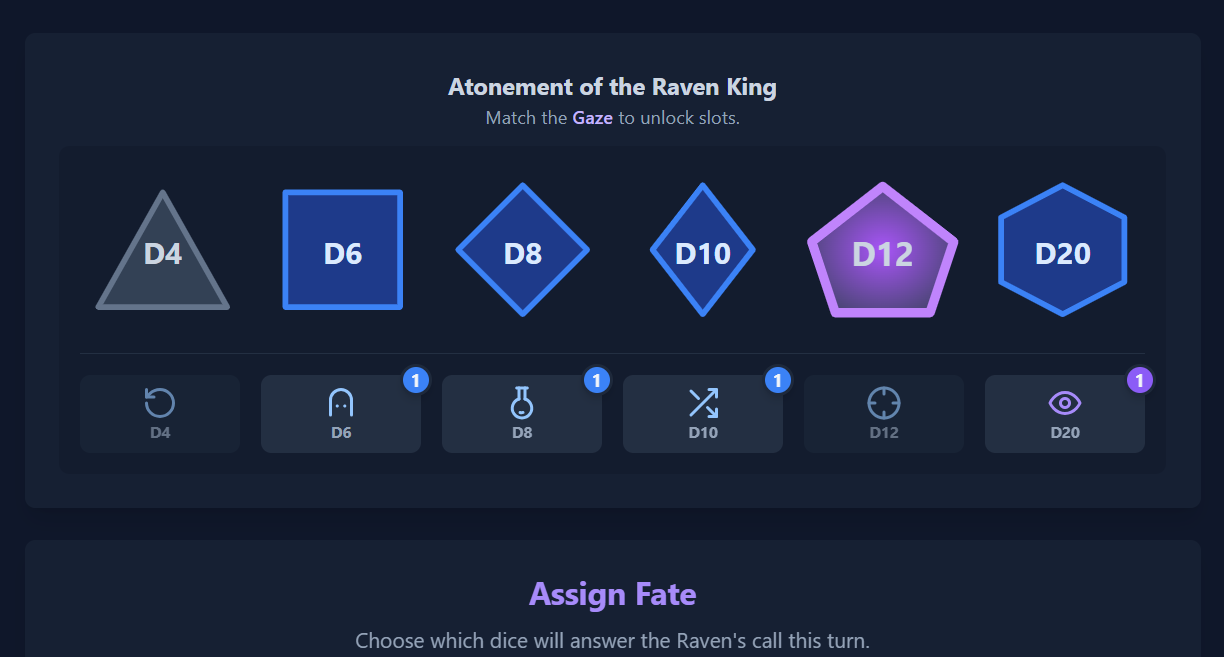 Atonement of the Raven King
Match the Gaze to unlock slots.
D4 D6 D8 D10 D12 D20
1 1 1 1
D4 D6 D8 D10 D12 D20
Assign Fate
Choose which dice will answer the Raven's call this turn.